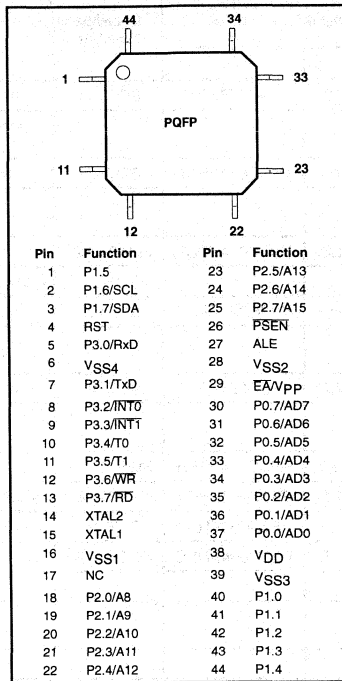 44 34
1 33
PQFP
11 23
12 22
Pin Function Pin Function
1 P1.5 23 P2.5/A13
2 P1.6/SCL 24 P2.6/A14
3 P1.7/SDA 25 P2.7/A15
4 RST 26 PSEN
5 P3.0/RxD 27 ALE
6 VSS4 28 VSS2
7 P3.1/TxD 29 EA/VPP
8 P3.2/INT0 30 P0.7/AD7
9 P3.3/INT1 31 P0.6/AD6
10 P3.4/T0 32 P0.5/AD5
11 P3.5/T1 33 P0.4/AD4
12 P3.6/WR 34 P0.3/AD3
13 P3.7/RD 35 P0.2/AD2
14 XTAL2 36 P0.1/AD1
15 XTAL1 37 P0.0/AD0
16 VSS1 38 VDD
17 NC 39 VSS3
18 P2.0/A8 40 P1.0
19 P2.1/A9 41 P1.1
20 P2.2/A10 42 P1.2
21 P2.3/A11 43 P1.3
22 P2.4/A12 44 P1.4